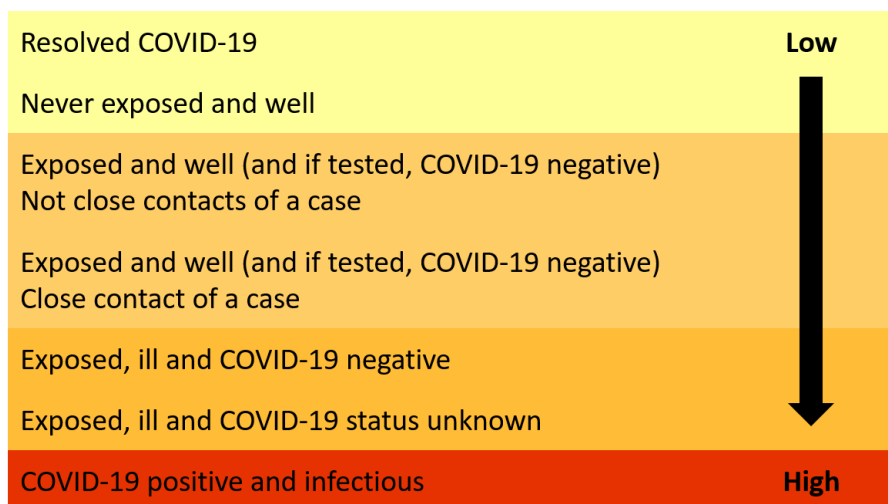 Resolved COVID-19 Low
Never exposed and well
Exposed and well (and if tested, COVID-19 negative)
Not close contacts of a case
Exposed and well (and if tested, COVID-19 negative)
Close contact of a case
Exposed, ill and COVID-19 negative
Exposed, ill and COVID-19 status unknown
COVID-19 positive and infectious High